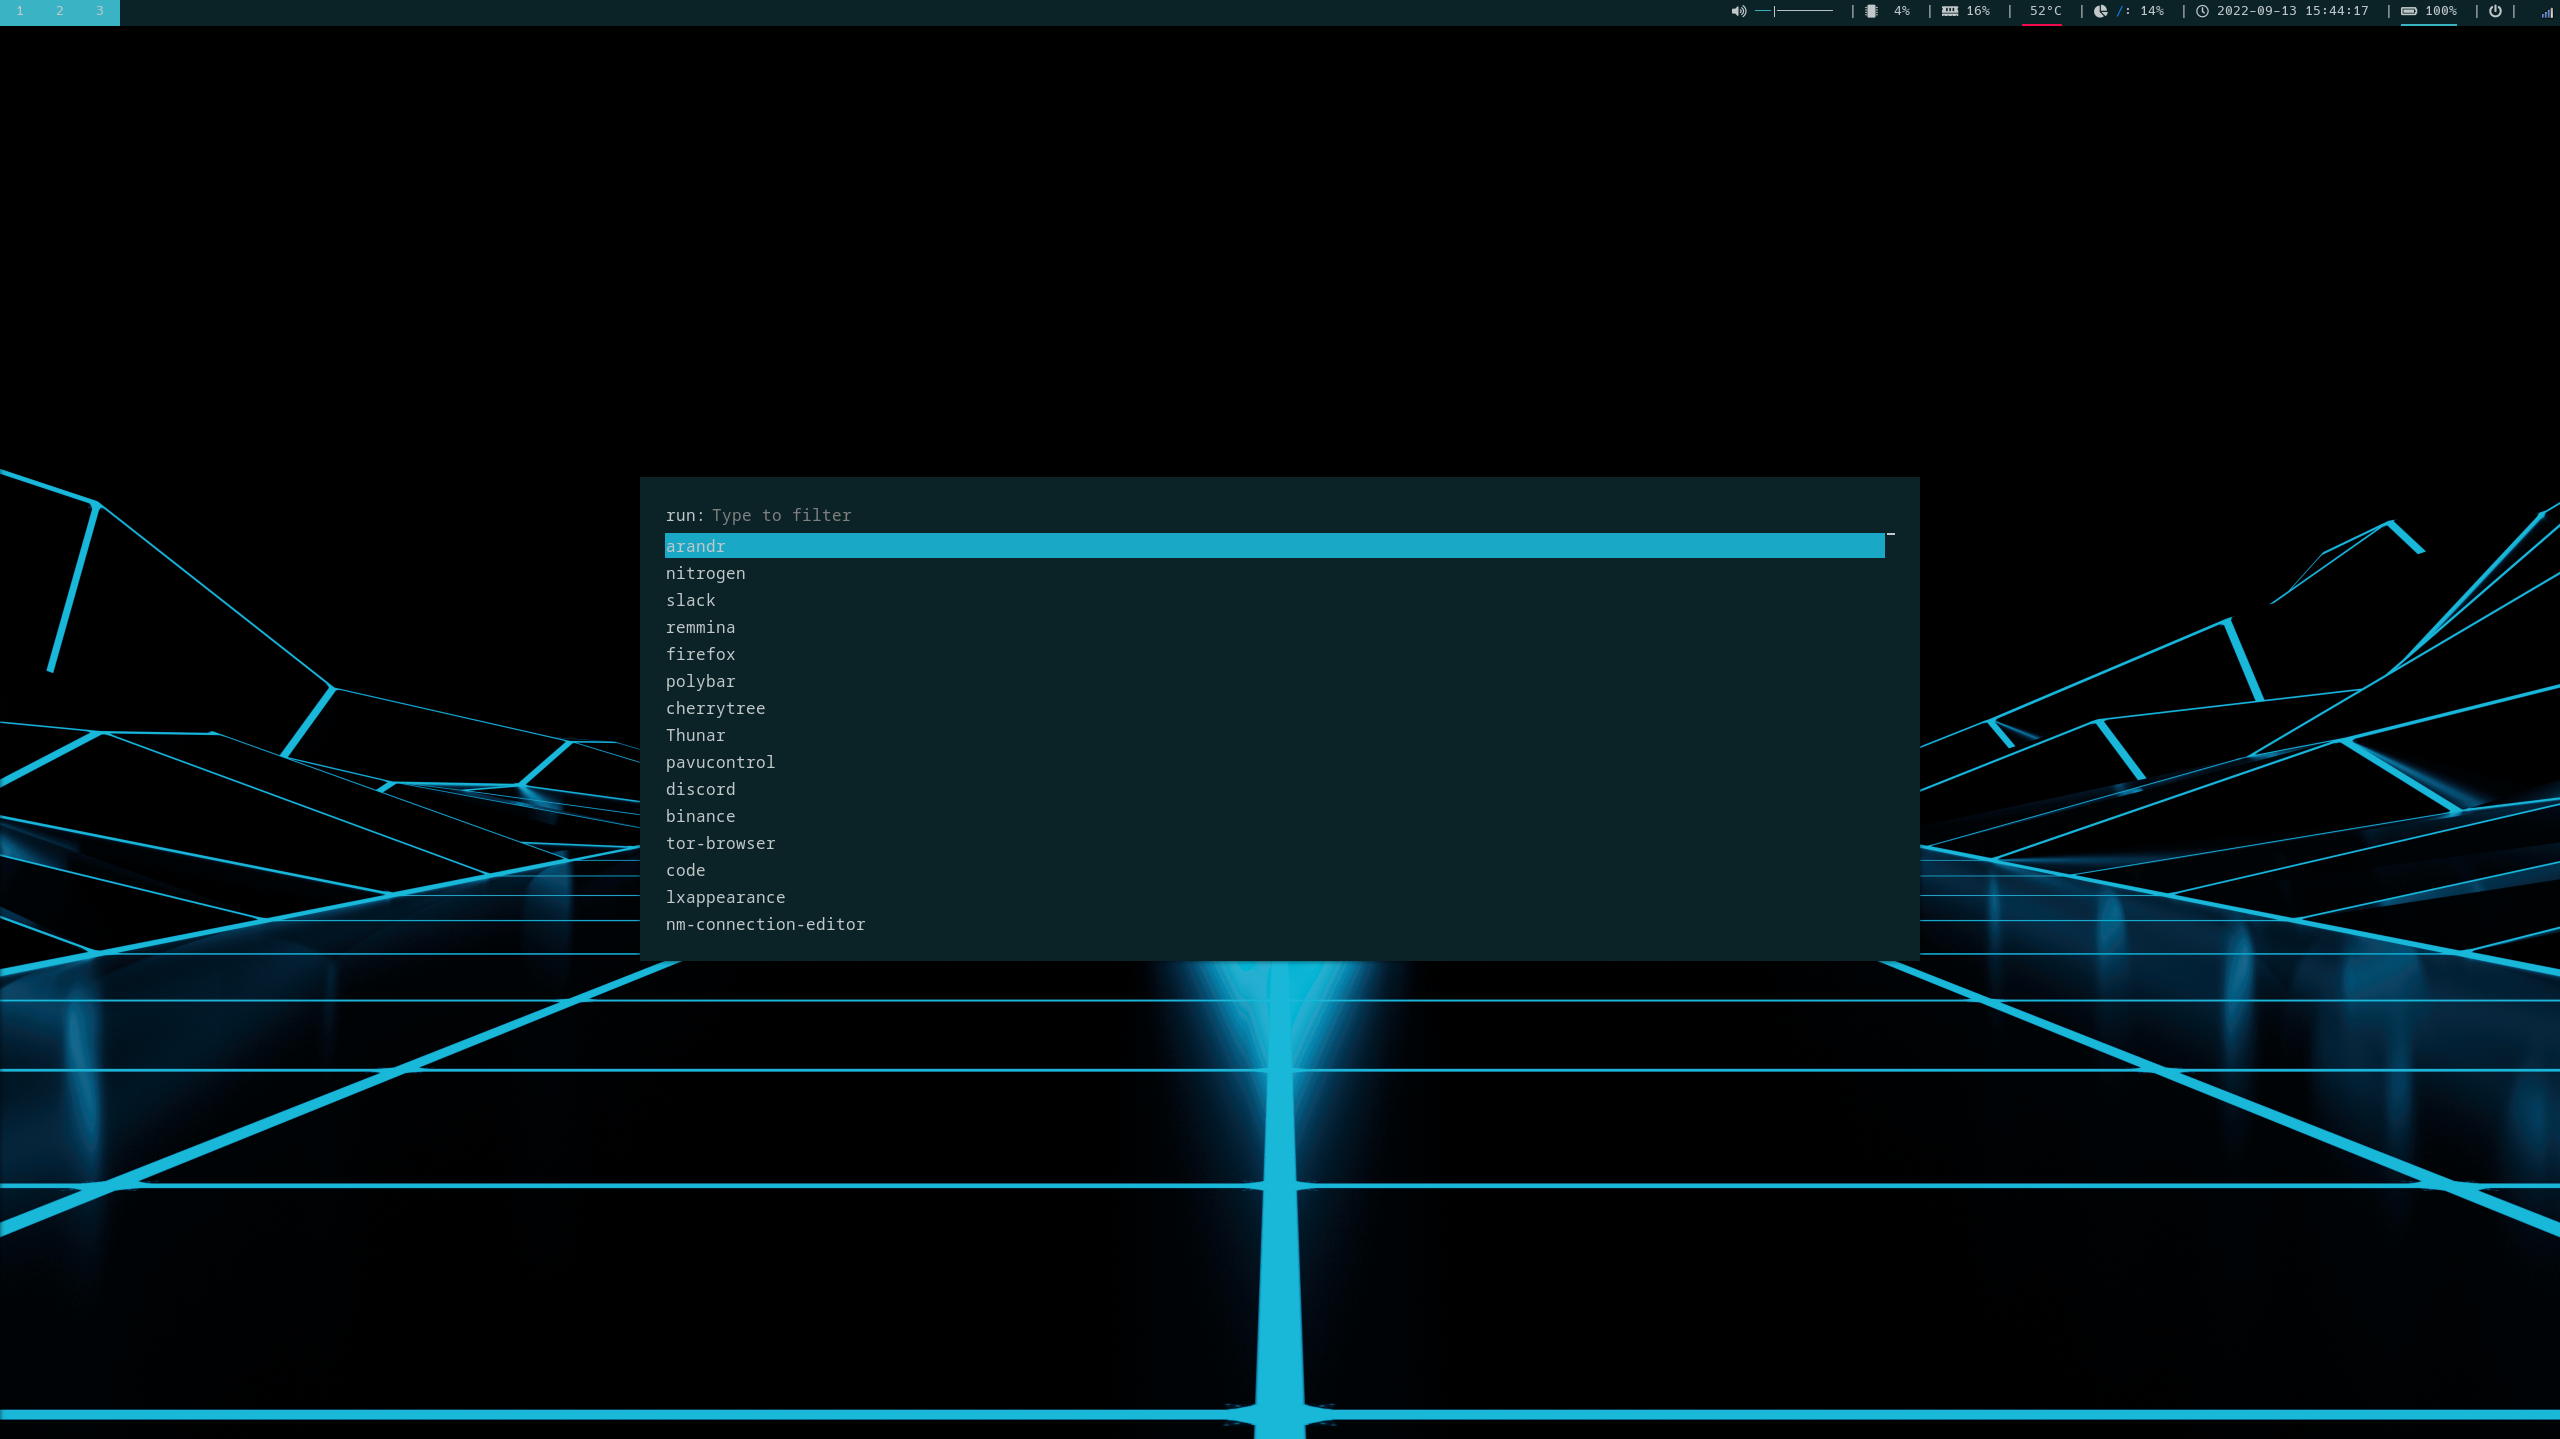 1 2 3 | 4% | 16% | 52°C | /: 14% | 2022-09-13 15:44:17 | 100% | |
run: Type to filter
arandr
nitrogen
slack
remmina
firefox
polybar
cherrytree
Thunar
pavucontrol
discord
binance
tor-browser
code
lxappearance
nm-connection-editor